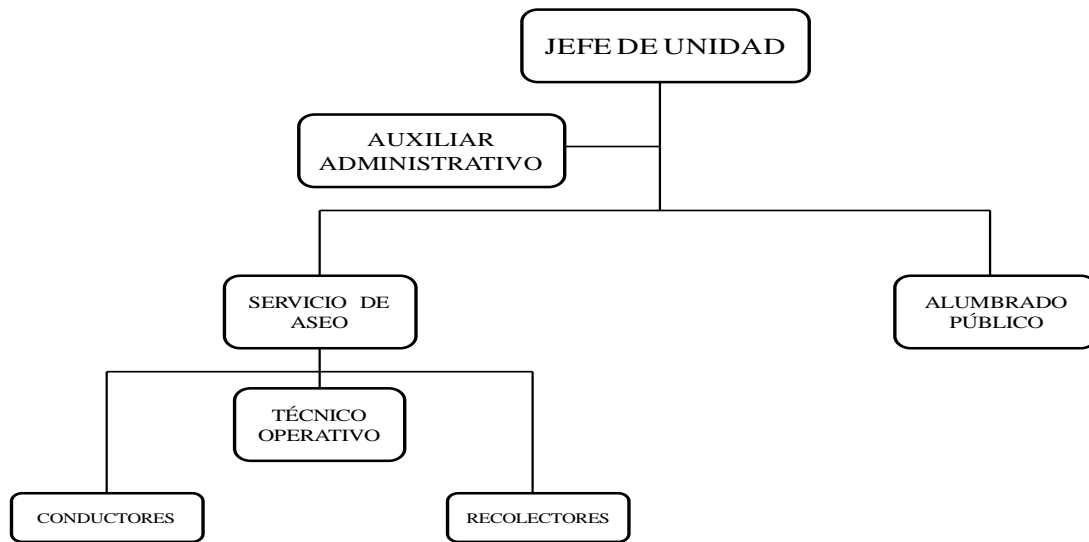 JEFE DE UNIDAD
AUXILIAR
ADMINISTRATIVO
SERVICIO DE
ASEO
ALUMBRADO
PÚBLICO
TÉCNICO
OPERATIVO
CONDUCTORES
RECOLECTORES